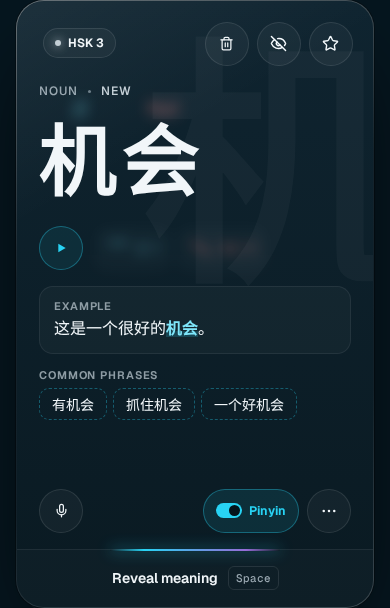 HSK 3
NOUN • NEW
机会
EXAMPLE
这是一个很好的机会。
COMMON PHRASES
有机会
抓住机会
一个好机会
Pinyin
Reveal meaning
Space
机